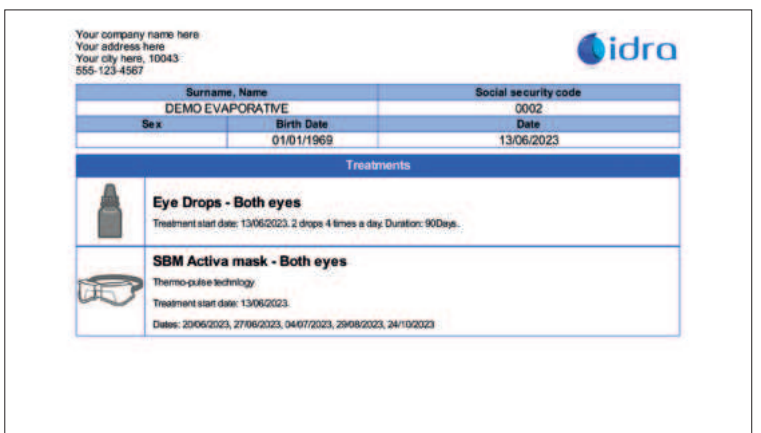 Your company name here
Your address here
Your city here, 10043
555-123-4567
idra
Surname, Name Social security code
DEMO EVAPORATIVE 0002
Sex Birth Date Date
01/01/1969 13/06/2023
Treatments
Eye Drops - Both eyes
Treatment start date: 13/06/2023. 2 drops 4 times a day. Duration: 90Days.
SBM Activa mask - Both eyes
Thermo-pulse technlogy
Treatment start date: 13/06/2023.
Dates: 20/06/2023, 27/06/2023, 04/07/2023, 29/08/2023, 24/10/2023